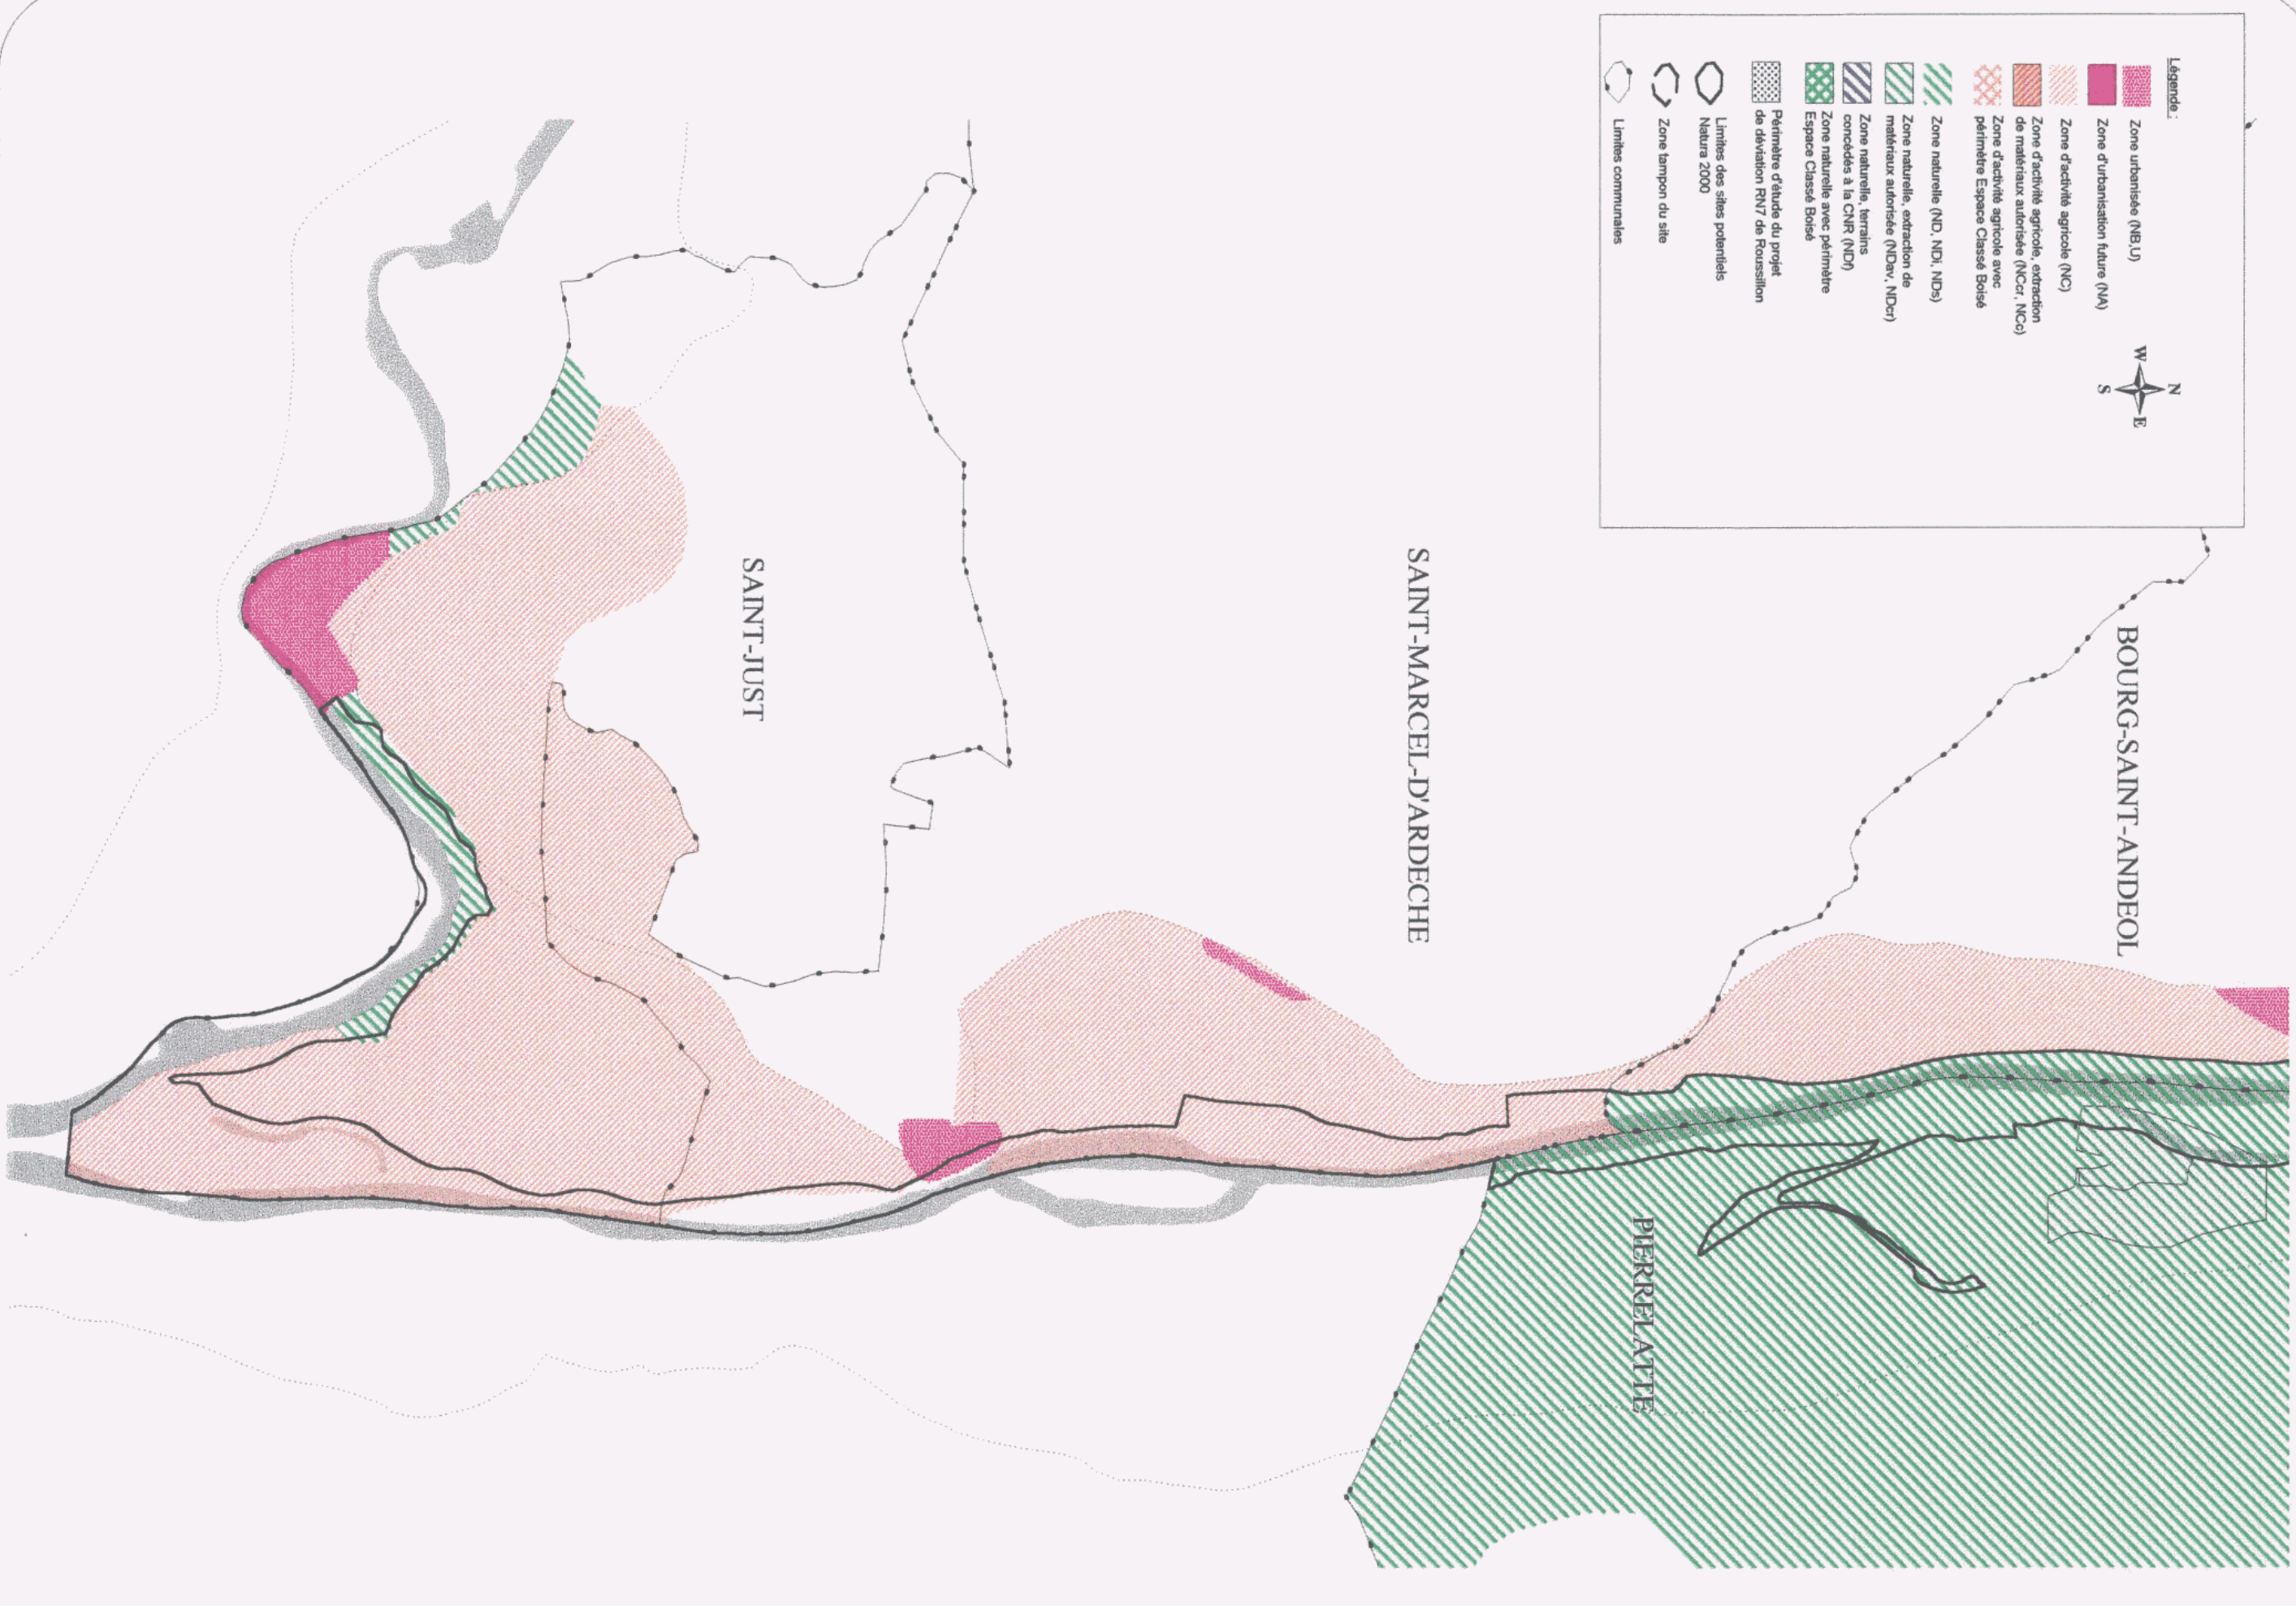 Légende :
Zone urbanisée (NB,U)
Zone d'urbanisation future (NA)
Zone d'activité agricole (NC)
Zone d'activité agricole, extraction
de matériaux autorisée (NCcr, NCc)
Zone d'activité agricole avec
périmètre Espace Classé Boisé
Zone naturelle (ND, NDi, NDs)
Zone naturelle, extraction de
matériaux autorisée (NDav, NDcr)
Zone naturelle, terrains
concédés à la CNR (NDf)
Zone naturelle avec périmètre
Espace Classé Boisé
Périmètre d'étude du projet
de déviation RN7 de Roussillon
Limites des sites potentiels
Natura 2000
Zone tampon du site
Limites communales
N
W
E
S
BOURG-SAINT-ANDEOL
SAINT-MARCEL-D'ARDECHE
PIERRELATTE
SAINT-JUST